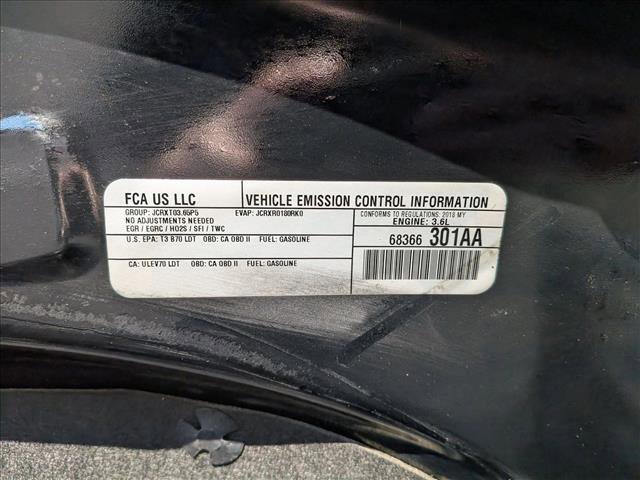 FCA US LLC
VEHICLE EMISSION CONTROL INFORMATION
GROUP: JCRXT03.65P5 EVAP: JCRXR0180RK0
NO ADJUSTMENTS NEEDED
EGR / EGRC / HO2S / SFI / TWC
CONFORMS TO REGULATIONS: 2018 MY
ENGINE: 3.6L
U.S. EPA: T3 B70 LDT OBD: CA OBD II FUEL: GASOLINE
68366 301AA
CA: ULEV70 LDT OBD: CA OBD II FUEL: GASOLINE